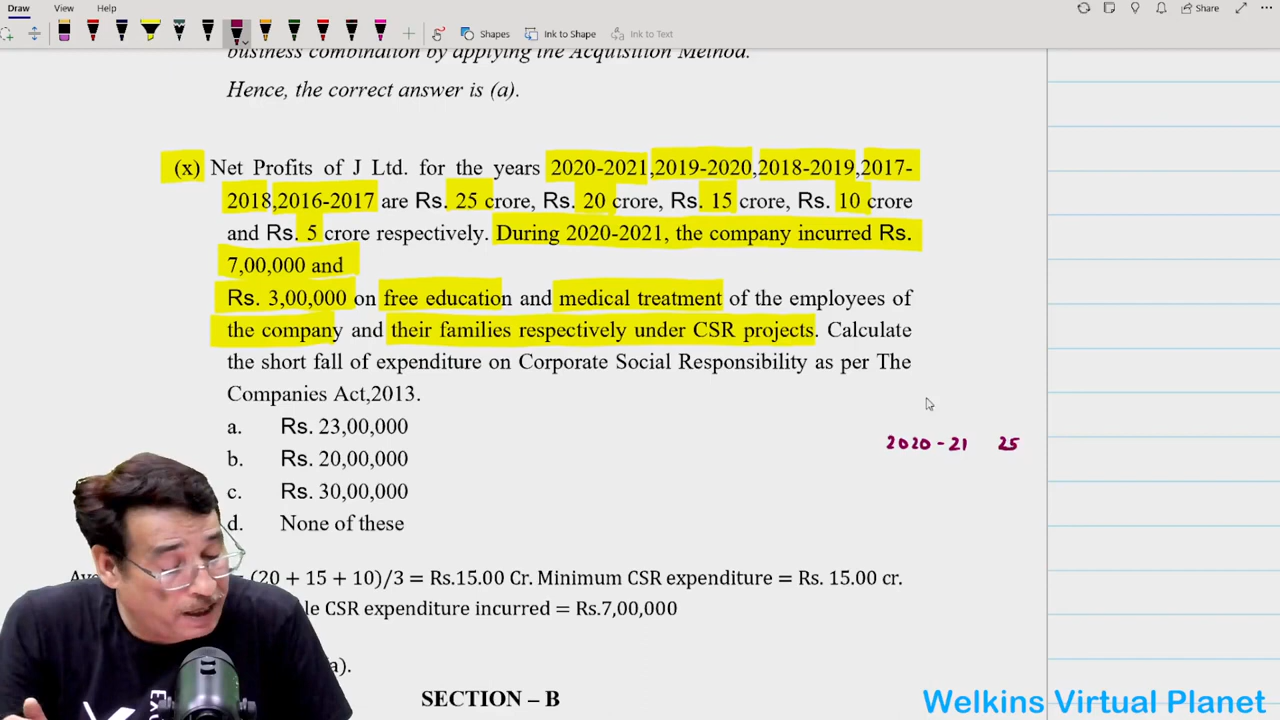 Draw View Help
Share
Shapes Ink to Shape Ink to Text
business combination by applying the Acquisition Method.
Hence, the correct answer is (a).
(x) Net Profits of J Ltd. for the years 2020-2021,2019-2020,2018-2019,2017-
2018,2016-2017 are Rs. 25 crore, Rs. 20 crore, Rs. 15 crore, Rs. 10 crore
and Rs. 5 crore respectively. During 2020-2021, the company incurred Rs.
7,00,000 and
Rs. 3,00,000 on free education and medical treatment of the employees of
the company and their families respectively under CSR projects. Calculate
the short fall of expenditure on Corporate Social Responsibility as per The
Companies Act,2013.
a. Rs. 23,00,000
2020-21 25
b. Rs. 20,00,000
c. Rs. 30,00,000
d. None of these
= (20 + 15 + 10)/3 = Rs.15.00 Cr. Minimum CSR expenditure = Rs. 15.00 cr.
le CSR expenditure incurred = Rs.7,00,000
(a).
SECTION – B
Welkins Virtual Planet